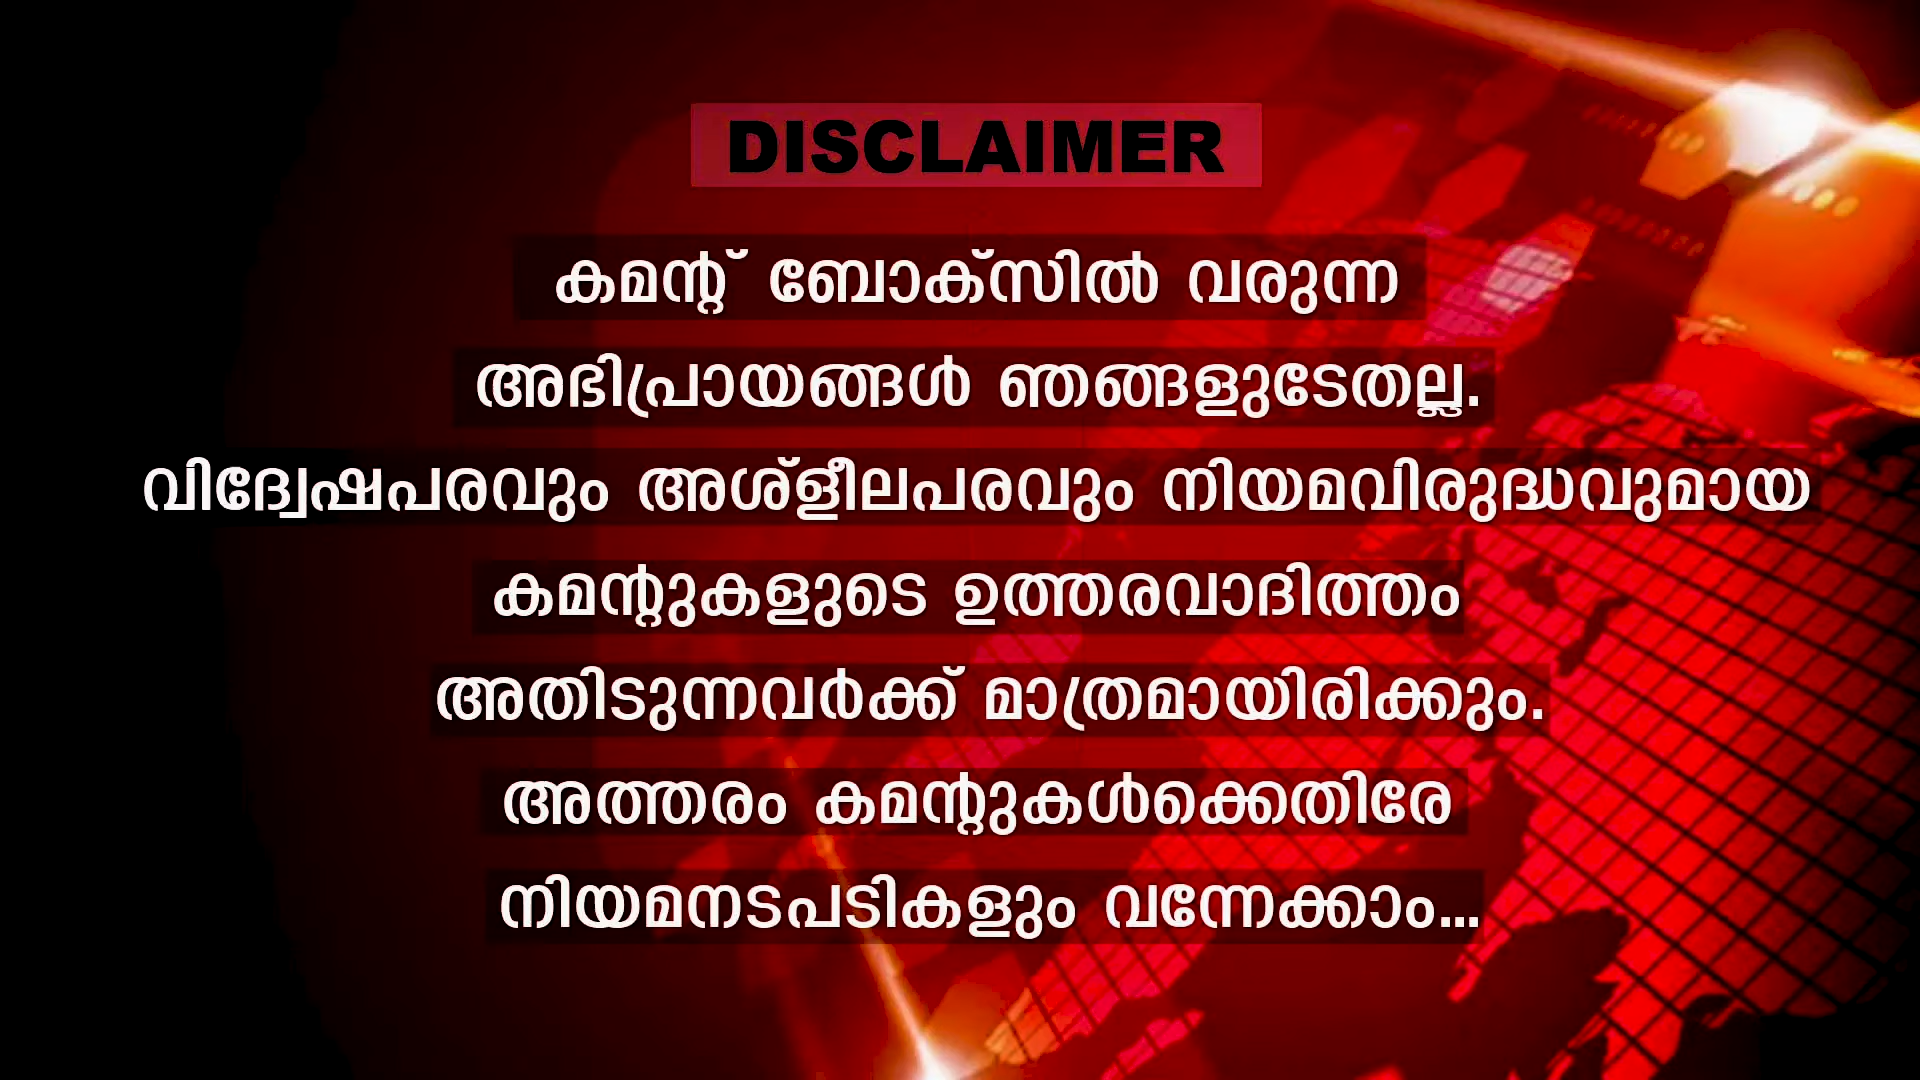 DISCLAIMER
കമന്റ് ബോക്സിൽ വരുന്ന
അഭിപ്രായങ്ങൾ ഞങ്ങളുടേതല്ല.
വിദ്വേഷപരവും അശ്ളീലപരവും നിയമവിരുദ്ധവുമായ
കമന്റുകളുടെ ഉത്തരവാദിത്തം
അതിടുന്നവർക്ക് മാത്രമായിരിക്കും.
അത്തരം കമന്റുകൾക്കെതിരേ
നിയമനടപടികളും വന്നേക്കാം...